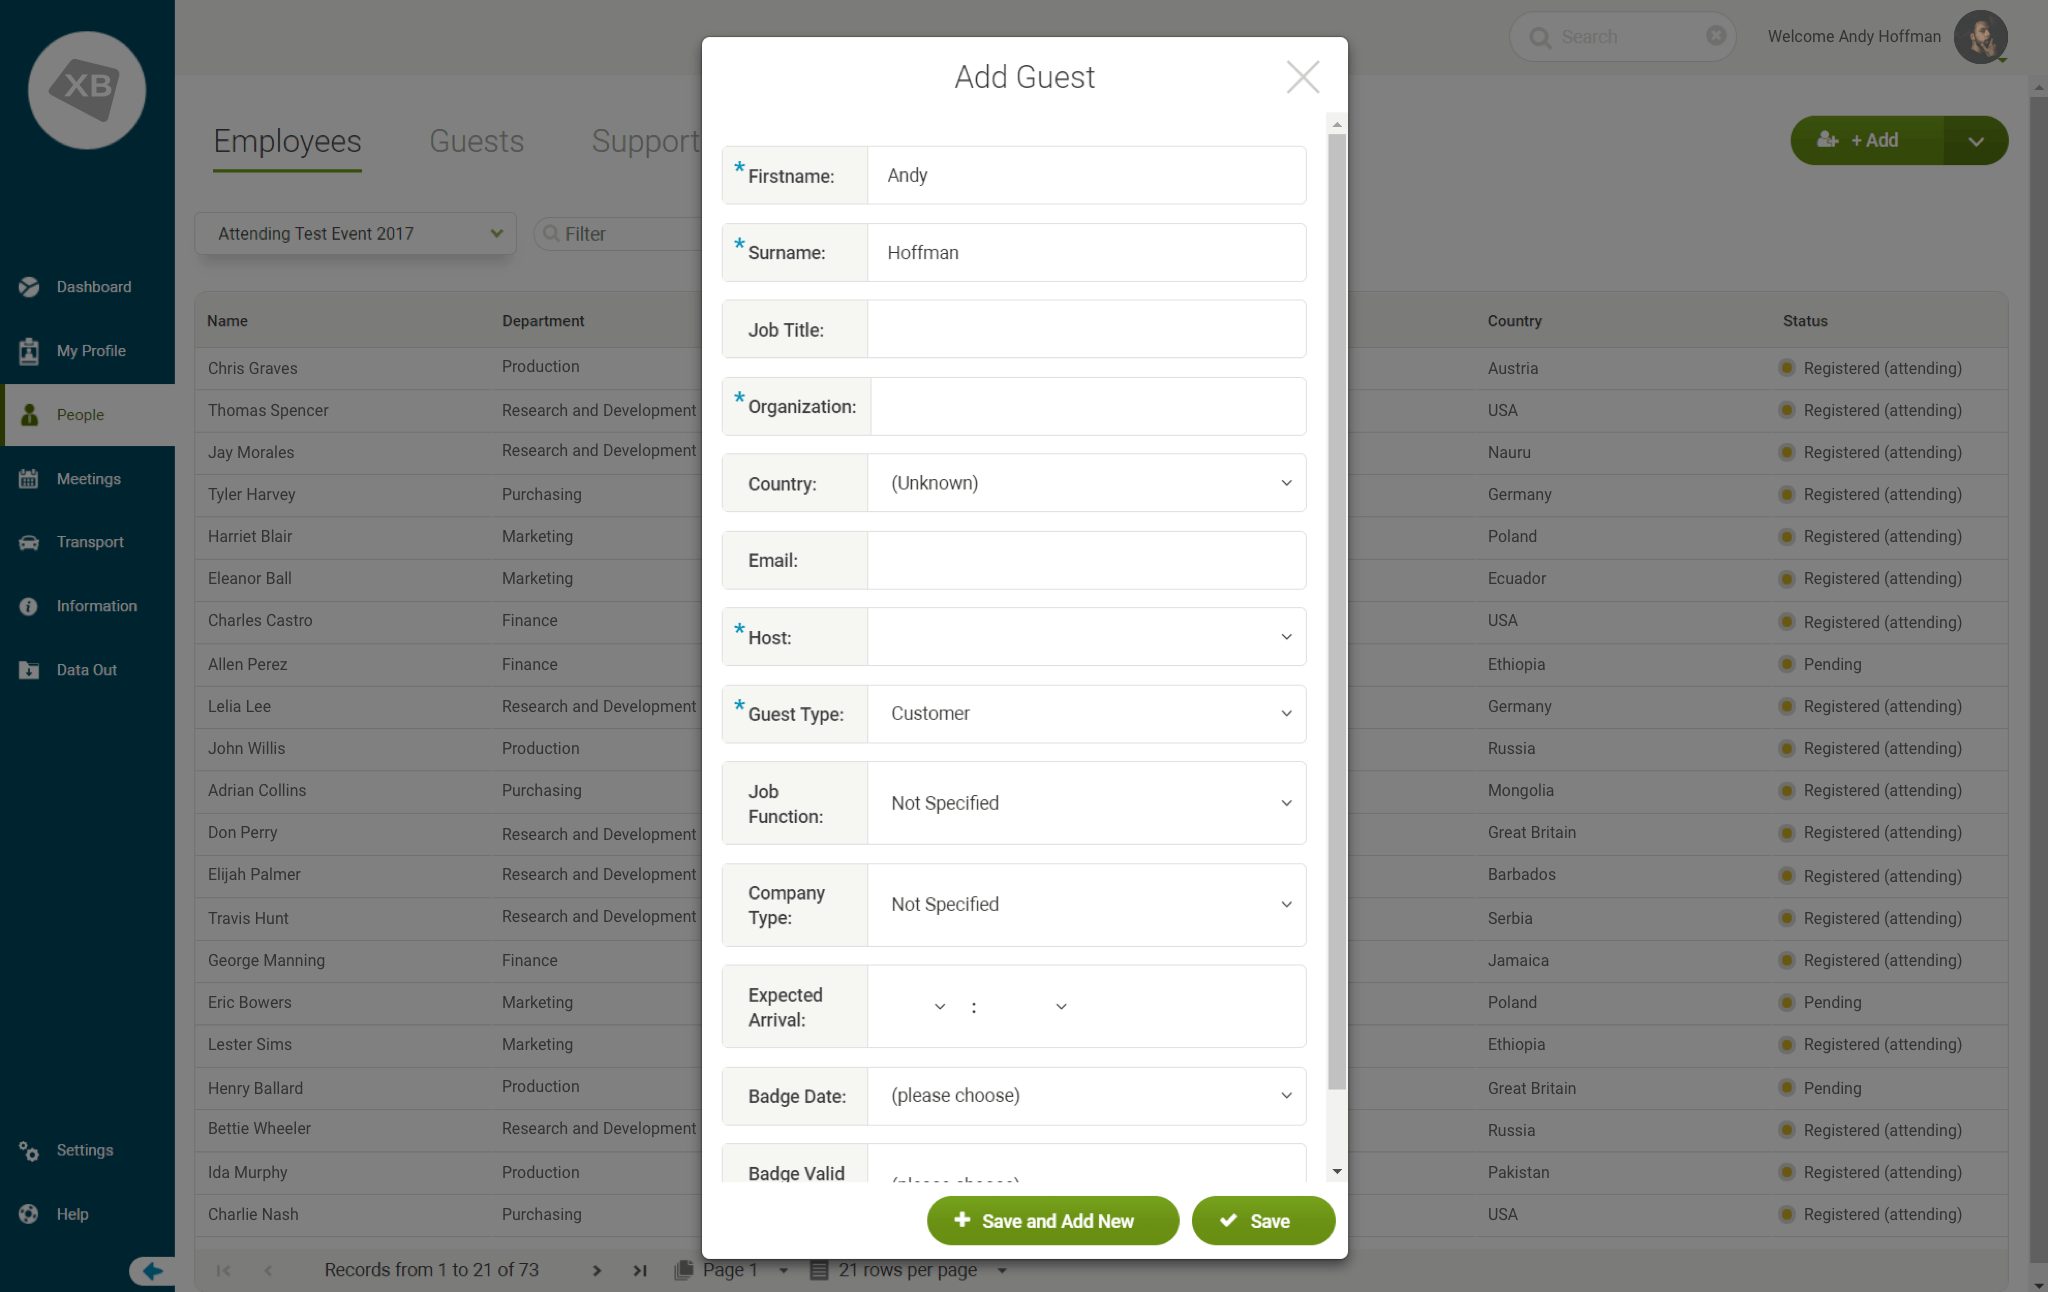 XB
Search
Welcome Andy Hoffman
Employees
Guests
Support
+ Add
Attending Test Event 2017
Filter
Dashboard
My Profile
People
Meetings
Transport
Information
Data Out
Settings
Help
Name Department Country Status
Chris Graves Production Austria Registered (attending)
Thomas Spencer Research and Development USA Registered (attending)
Jay Morales Research and Development Nauru Registered (attending)
Tyler Harvey Purchasing Germany Registered (attending)
Harriet Blair Marketing Poland Registered (attending)
Eleanor Ball Marketing Ecuador Registered (attending)
Charles Castro Finance USA Registered (attending)
Allen Perez Finance Ethiopia Pending
Lelia Lee Research and Development Germany Registered (attending)
John Willis Production Russia Registered (attending)
Adrian Collins Purchasing Mongolia Registered (attending)
Don Perry Research and Development Great Britain Registered (attending)
Elijah Palmer Research and Development Barbados Registered (attending)
Travis Hunt Research and Development Serbia Registered (attending)
George Manning Finance Jamaica Registered (attending)
Eric Bowers Marketing Poland Pending
Lester Sims Marketing Ethiopia Registered (attending)
Henry Ballard Production Great Britain Pending
Bettie Wheeler Research and Development Russia Registered (attending)
Ida Murphy Production Pakistan Registered (attending)
Charlie Nash Purchasing USA Registered (attending)
Records from 1 to 21 of 73
Page 1
21 rows per page
Add Guest
* Firstname: Andy
* Surname: Hoffman
Job Title:
* Organization:
Country: (Unknown)
Email:
* Host:
* Guest Type: Customer
Job
Function: Not Specified
Company
Type: Not Specified
Expected
Arrival: :
Badge Date: (please choose)
Badge Valid (please choose)
Save and Add New
Save